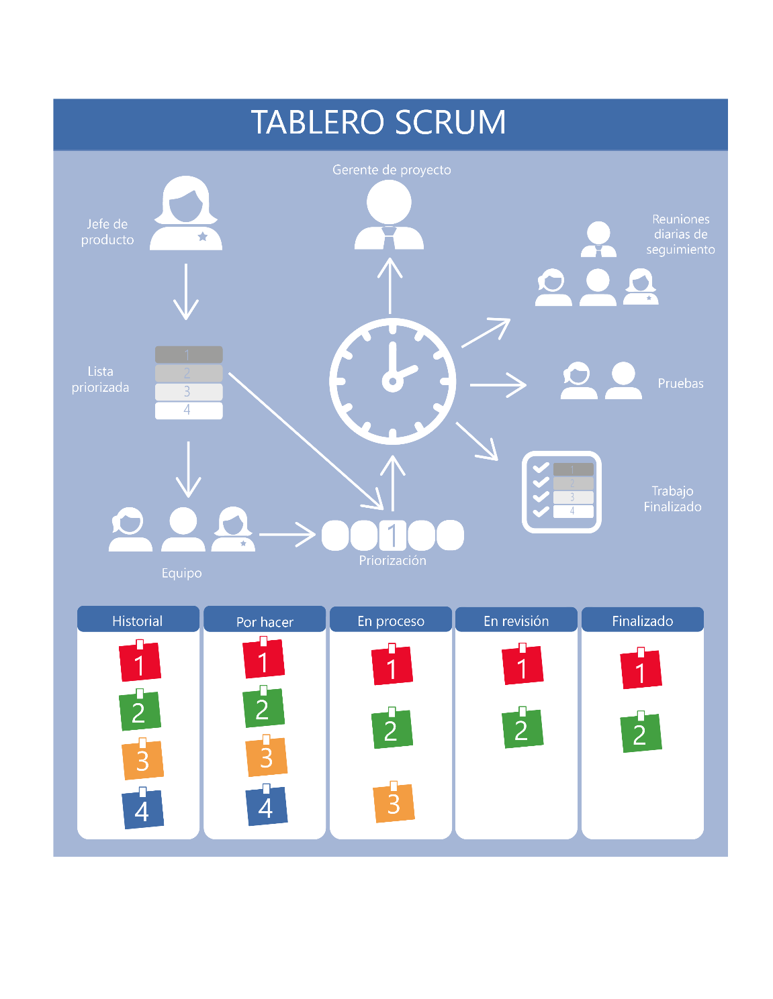 TABLERO SCRUM
Gerente de proyecto
Jefe de
producto
Reuniones
diarias de
seguimiento
Lista
priorizada
1
2
3
4
Pruebas
1
2
3
4
Trabajo
Finalizado
1
Priorización
Equipo
Historial
Por hacer
En proceso
En revisión
Finalizado
1
2
3
4
1
2
3
4
1
2
3
1
2
1
2